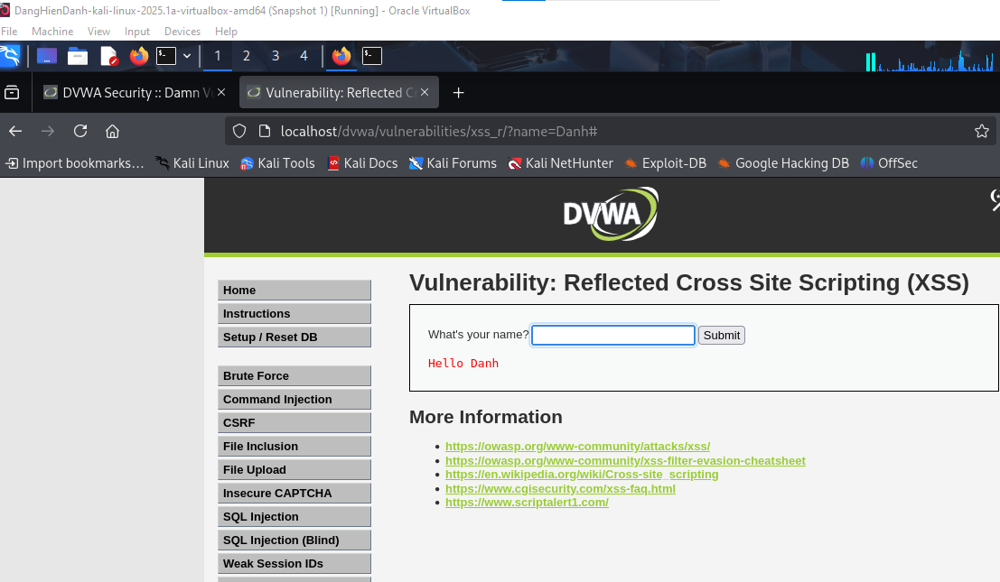 DangHienDanh-kali-linux-2025.1a-virtualbox-amd64 (Snapshot 1) [Running] - Oracle VirtualBox
File Machine View Input Devices Help
1 2 3 4
DVWA Security :: Damn Vu
Vulnerability: Reflected Cr
localhost/dvwa/vulnerabilities/xss_r/?name=Danh#
Import bookmarks... Kali Linux Kali Tools Kali Docs Kali Forums Kali NetHunter Exploit-DB Google Hacking DB OffSec
DVWA
Home
Instructions
Setup / Reset DB
Brute Force
Command Injection
CSRF
File Inclusion
File Upload
Insecure CAPTCHA
SQL Injection
SQL Injection (Blind)
Weak Session IDs
Vulnerability: Reflected Cross Site Scripting (XSS)
What's your name? Submit
Hello Danh
More Information
https://owasp.org/www-community/attacks/xss/
https://owasp.org/www-community/xss-filter-evasion-cheatsheet
https://en.wikipedia.org/wiki/Cross-site_scripting
https://www.cgisecurity.com/xss-faq.html
https://www.scriptalert1.com/